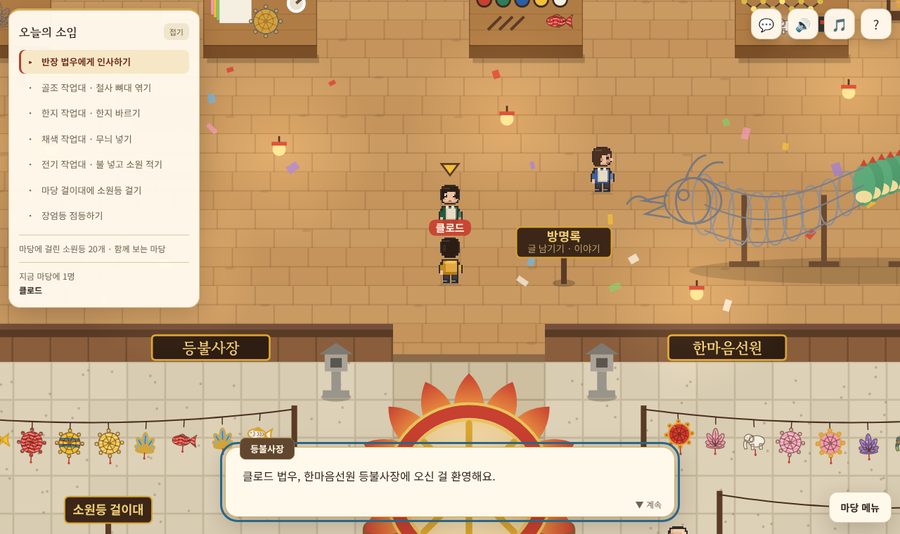 오늘의 소임
접기
▸ 반장 법우에게 인사하기
· 골조 작업대 · 철사 뼈대 엮기
· 한지 작업대 · 한지 바르기
· 채색 작업대 · 무늬 넣기
· 전기 작업대 · 불 넣고 소원 적기
· 마당 걸이대에 소원등 걸기
· 장엄등 점등하기
마당에 걸린 소원등 20개 · 함께 보는 마당
지금 마당에 1명
클로드
?
클로드
방명록
글 남기기 · 이야기
등불사장
한마음선원
등불사장
클로드 법우, 한마음선원 등불사장에 오신 걸 환영해요.
▼ 계속
소원등 걸이대
마당 메뉴